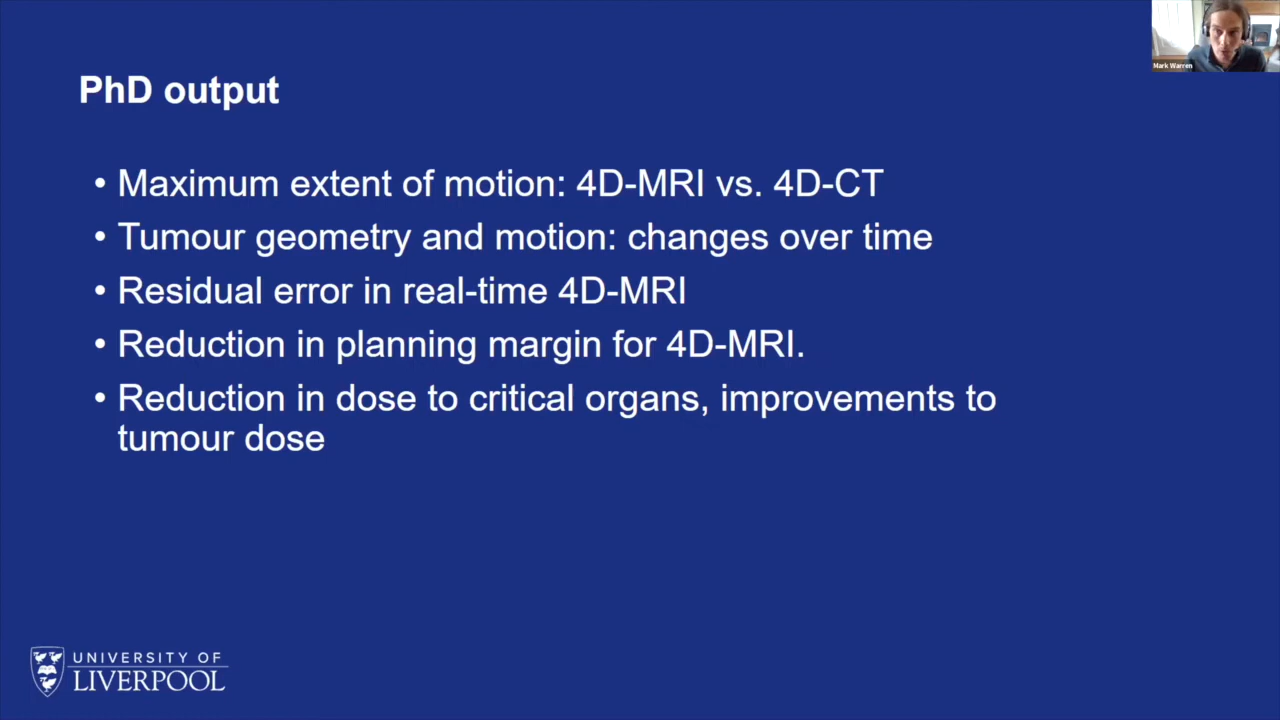 Mark Warren
PhD output
• Maximum extent of motion: 4D-MRI vs. 4D-CT
• Tumour geometry and motion: changes over time
• Residual error in real-time 4D-MRI
• Reduction in planning margin for 4D-MRI.
• Reduction in dose to critical organs, improvements to
tumour dose
UNIVERSITY OF
LIVERPOOL